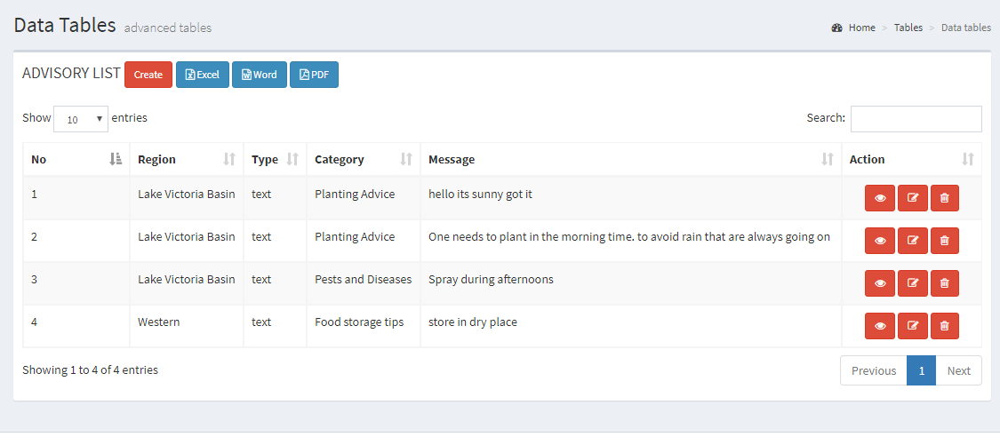 Data Tables advanced tables
Home > Tables > Data tables
ADVISORY LIST Create Excel Word PDF
Show 10 entries
Search:
No Region Type Category Message Action
1 Lake Victoria Basin text Planting Advice hello its sunny got it
2 Lake Victoria Basin text Planting Advice One needs to plant in the morning time. to avoid rain that are always going on
3 Lake Victoria Basin text Pests and Diseases Spray during afternoons
4 Western text Food storage tips store in dry place
Showing 1 to 4 of 4 entries
Previous 1 Next